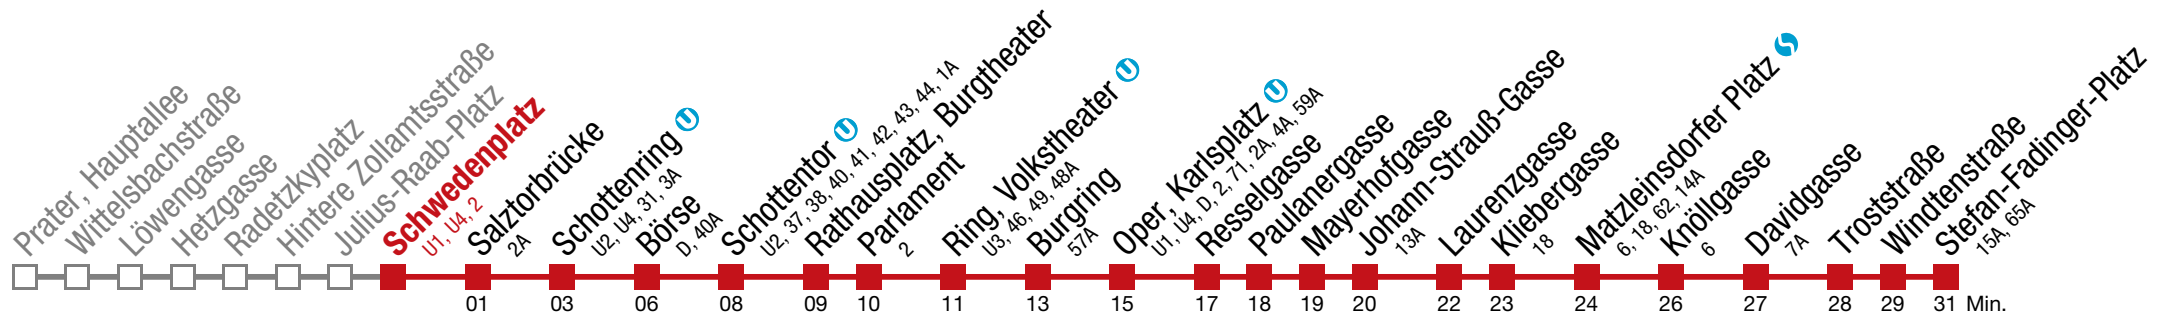 Prater, Hauptallee
Wittelsbachstraße
Löwengasse
Hetzgasse
Radetzkyplatz
Hintere Zollamtsstraße
Julius-Raab-Platz
Schwedenplatz
U1, U4, 2
Salztorbrücke
2A
Schottenring
U2, U4, 31, 3A
Börse
D, 40A
Schottentor
U2, 37, 38, 40, 41, 42, 43, 44, 1A
Rathausplatz, Burgtheater
Parlament
2
Ring, Volkstheater
U3, 46, 49, 48A
Burgring
57A
Oper, Karlsplatz
U1, U4, D, 2, 71, 2A, 4A, 59A
Resselgasse
Paulanergasse
Mayerhofgasse
Johann-Strauß-Gasse
13A
Laurenzgasse
Kliebergasse
18
Matzleinsdorfer Platz
6, 18, 62, 14A
Knöllgasse
6
Davidgasse
7A
Troststraße
Windtenstraße
Stefan-Fadinger-Platz
15A, 65A
01 03 06 08 09 10 11 13 15 17 18 19 20 22 23 24 26 27 28 29 31 Min.